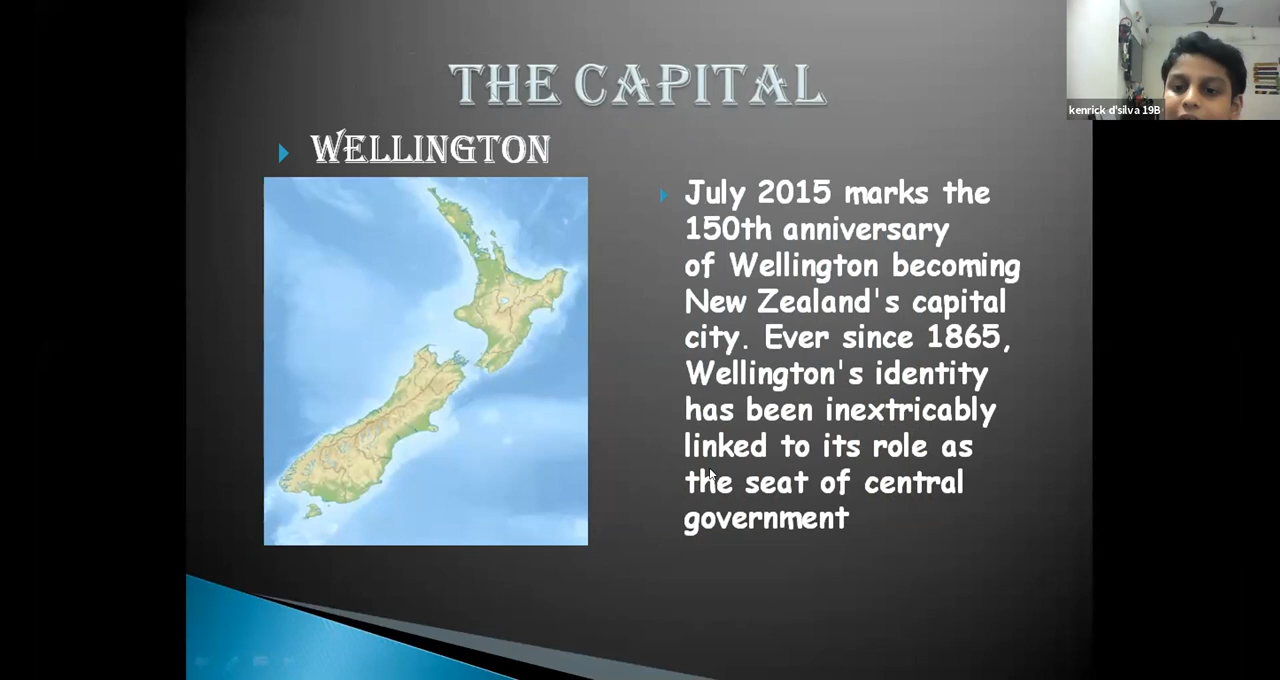 THE CAPITAL
kenrick d'silva 19B
WELLINGTON
July 2015 marks the
150th anniversary
of Wellington becoming
New Zealand's capital
city. Ever since 1865,
Wellington's identity
has been inextricably
linked to its role as
the seat of central
government